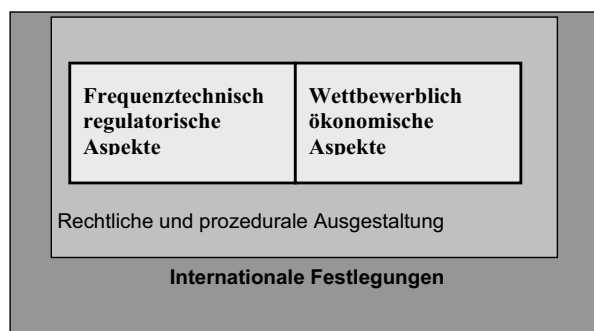 Frequenztechnisch
regulatorische
Aspekte
Wettbewerblich
ökonomische
Aspekte
Rechtliche und prozedurale Ausgestaltung
Internationale Festlegungen